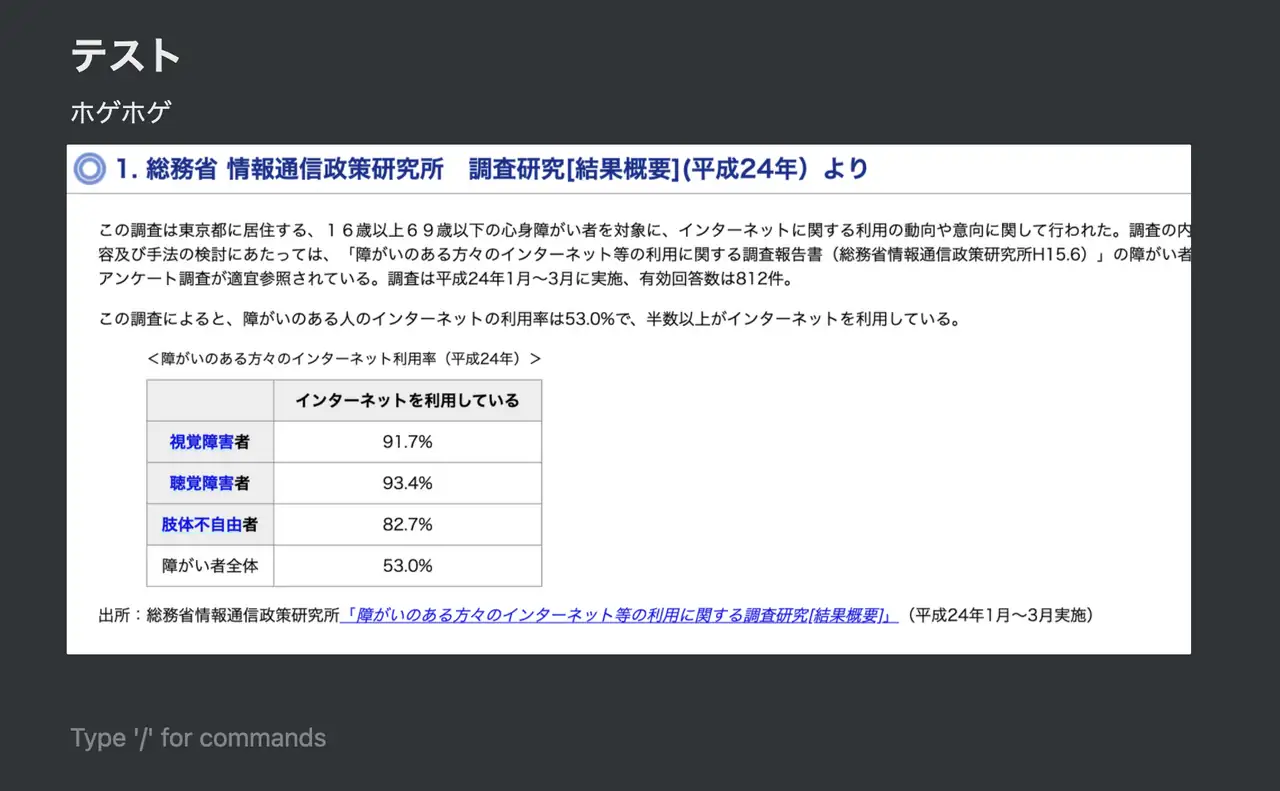 テスト
ホゲホゲ
1. 総務省 情報通信政策研究所　調査研究[結果概要](平成24年）より
この調査は東京都に居住する、１６歳以上６９歳以下の心身障がい者を対象に、インターネットに関する利用の動向や意向に関して行われた。調査の内
容及び手法の検討にあたっては、「障がいのある方々のインターネット等の利用に関する調査報告書（総務省情報通信政策研究所H15.6）」の障がい者
アンケート調査が適宜参照されている。調査は平成24年1月～3月に実施、有効回答数は812件。
この調査によると、障がいのある人のインターネットの利用率は53.0%で、半数以上がインターネットを利用している。
＜障がいのある方々のインターネット利用率（平成24年）＞
インターネットを利用している
視覚障害者 91.7%
聴覚障害者 93.4%
肢体不自由者 82.7%
障がい者全体 53.0%
出所：総務省情報通信政策研究所「障がいのある方々のインターネット等の利用に関する調査研究[結果概要]」（平成24年1月～3月実施）
Type '/' for commands